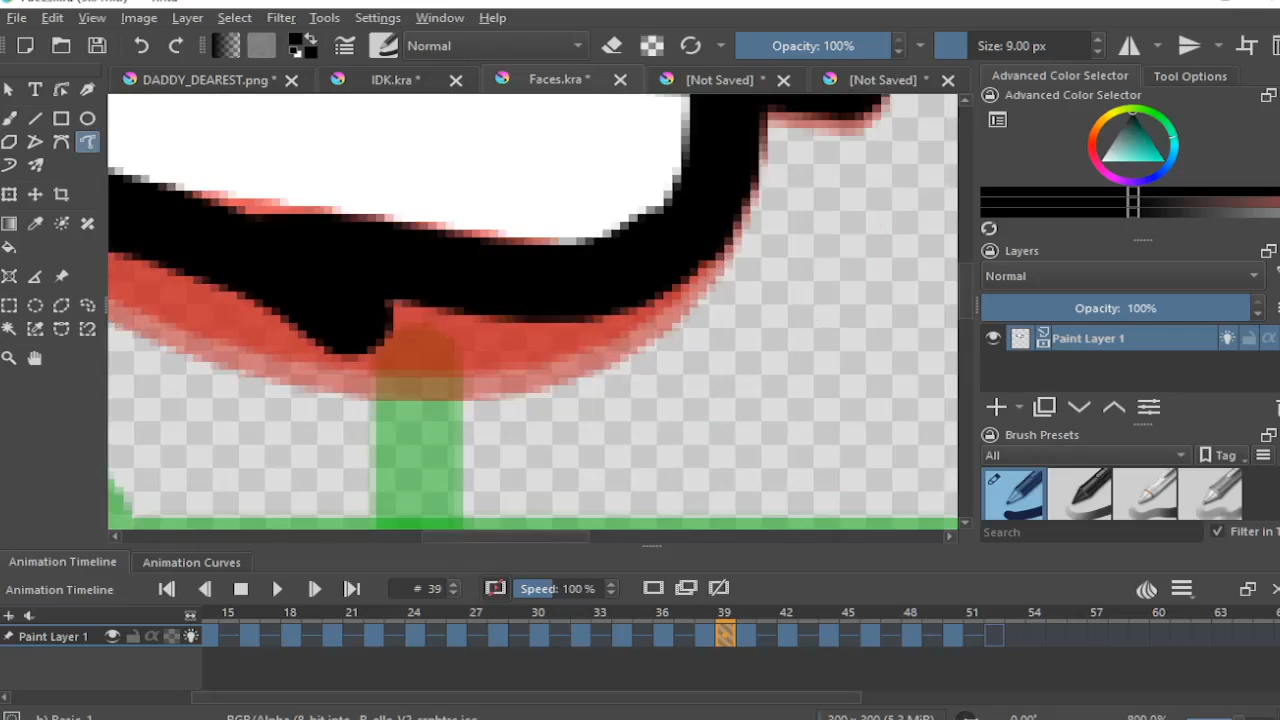 File Edit View Image Layer Select Filter Tools Settings Window Help
Normal Opacity: 100% Size: 9.00 px
DADDY_DEAREST.png * IDK.kra * Faces.kra * [Not Saved] * [Not Saved] *
Advanced Color Selector Tool Options
Advanced Color Selector
Layers
Normal
Opacity: 100%
Paint Layer 1
Brush Presets
All Tag
Search Filter in T
Animation Timeline Animation Curves
Animation Timeline # 39 Speed: 100 %
15 18 21 24 27 30 33 36 39 42 45 48 51 54 57 60 63
Paint Layer 1